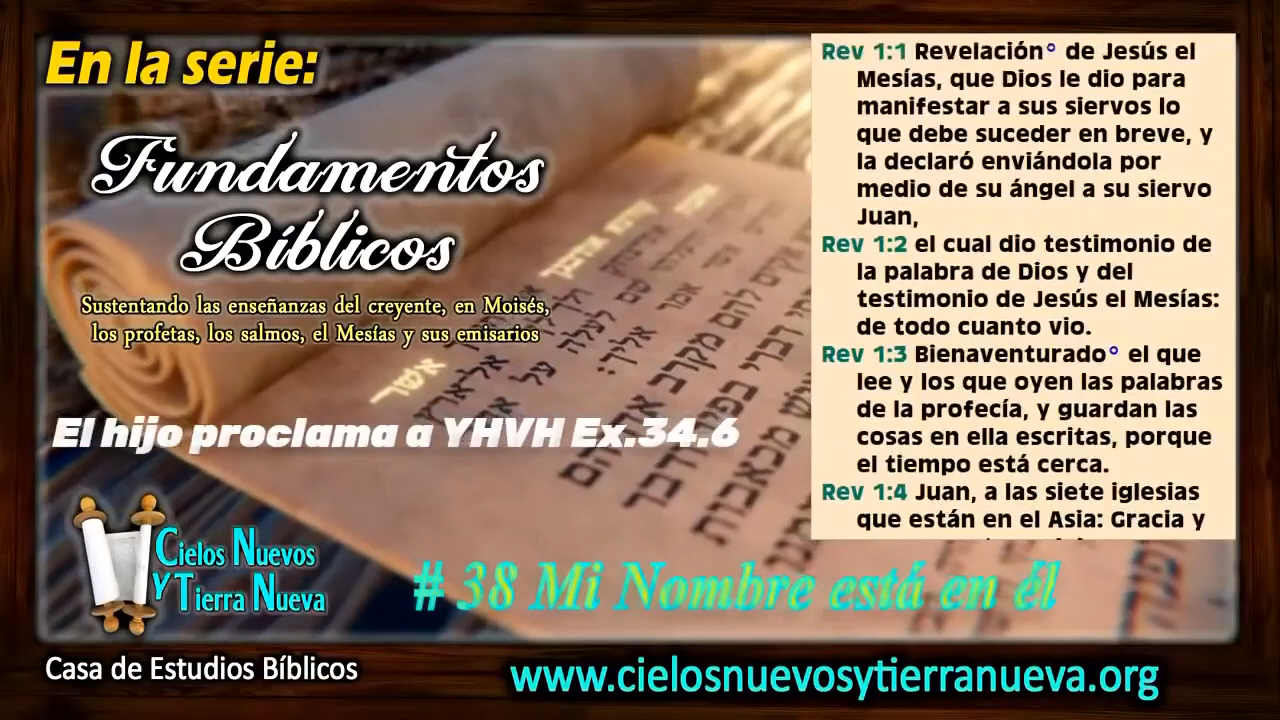 En la serie:
Fundamentos
Bíblicos
Sustentando las enseñanzas del creyente, en Moisés,
los profetas, los salmos, el Mesías y sus emisarios
El hijo proclama a YHVH Ex.34.6
Cielos Nuevos
Y Tierra Nueva
Casa de Estudios Bíblicos
# 38 Mi Nombre está en él
www.cielosnuevosytierranueva.org
Rev 1:1 Revelación° de Jesús el
Mesías, que Dios le dio para
manifestar a sus siervos lo
que debe suceder en breve, y
la declaró enviándola por
medio de su ángel a su siervo
Juan,
Rev 1:2 el cual dio testimonio de
la palabra de Dios y del
testimonio de Jesús el Mesías:
de todo cuanto vio.
Rev 1:3 Bienaventurado° el que
lee y los que oyen las palabras
de la profecía, y guardan las
cosas en ella escritas, porque
el tiempo está cerca.
Rev 1:4 Juan, a las siete iglesias
que están en el Asia: Gracia y
אשר